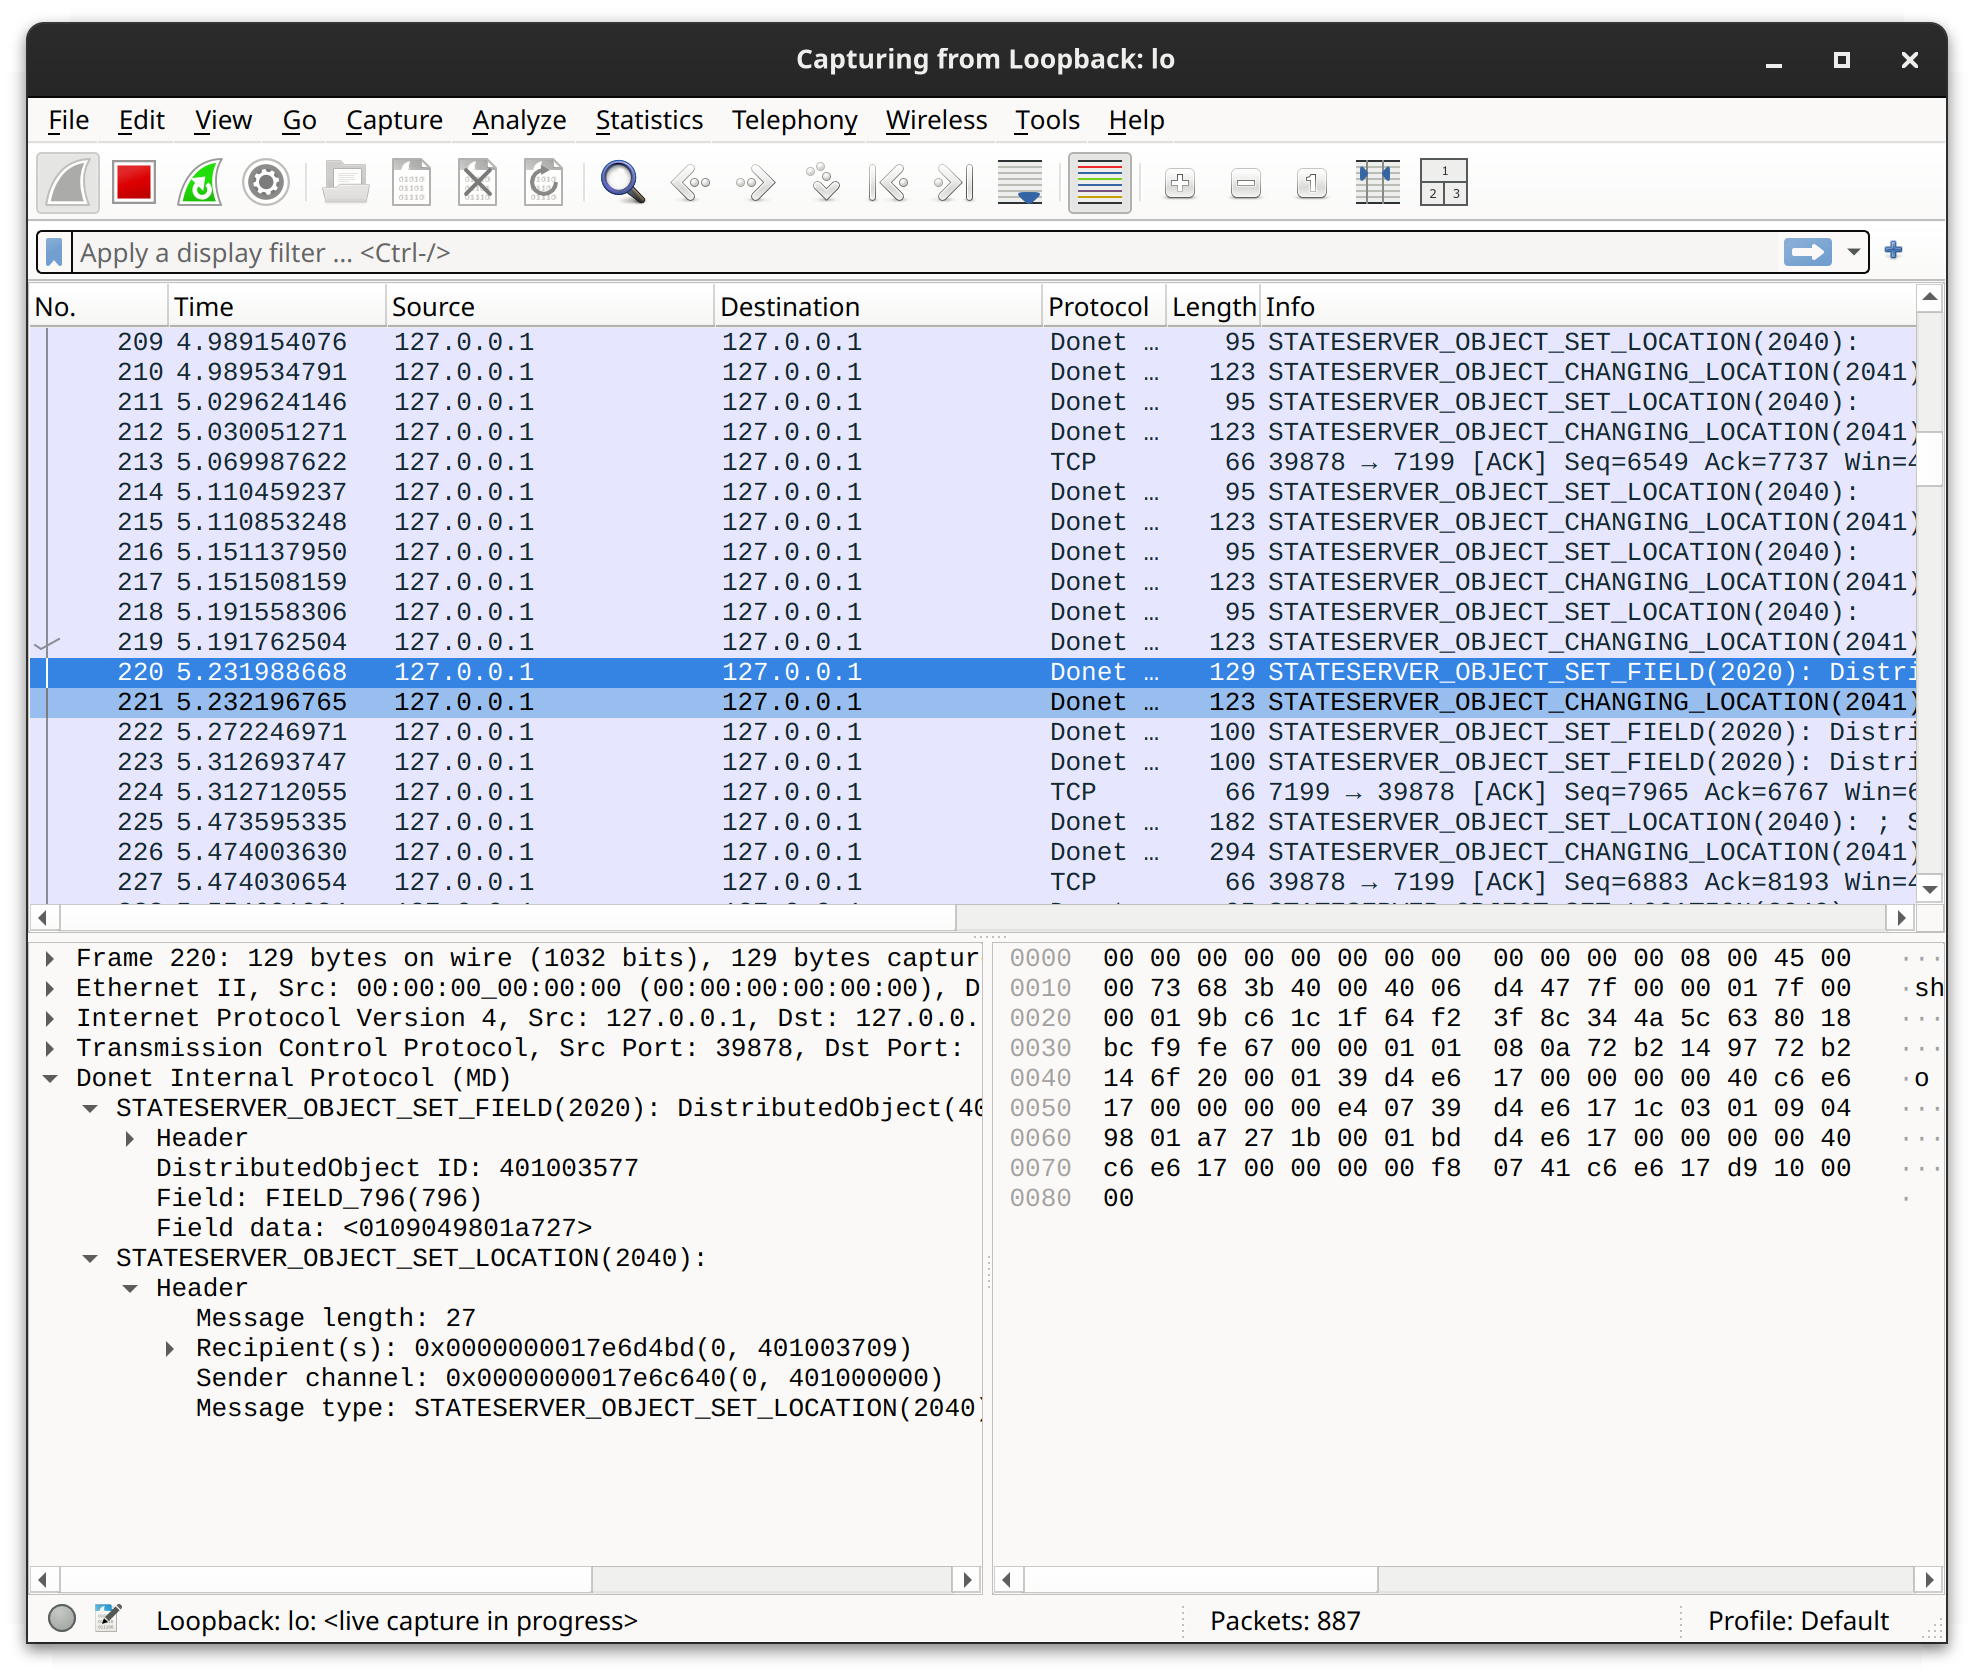 Capturing from Loopback: lo
File Edit View Go Capture Analyze Statistics Telephony Wireless Tools Help
Apply a display filter … <Ctrl-/>
No. Time Source Destination Protocol Length Info
209 4.989154076 127.0.0.1 127.0.0.1 Donet … 95 STATESERVER_OBJECT_SET_LOCATION(2040):
210 4.989534791 127.0.0.1 127.0.0.1 Donet … 123 STATESERVER_OBJECT_CHANGING_LOCATION(2041)
211 5.029624146 127.0.0.1 127.0.0.1 Donet … 95 STATESERVER_OBJECT_SET_LOCATION(2040):
212 5.030051271 127.0.0.1 127.0.0.1 Donet … 123 STATESERVER_OBJECT_CHANGING_LOCATION(2041)
213 5.069987622 127.0.0.1 127.0.0.1 TCP 66 39878 → 7199 [ACK] Seq=6549 Ack=7737 Win=4
214 5.110459237 127.0.0.1 127.0.0.1 Donet … 95 STATESERVER_OBJECT_SET_LOCATION(2040):
215 5.110853248 127.0.0.1 127.0.0.1 Donet … 123 STATESERVER_OBJECT_CHANGING_LOCATION(2041)
216 5.151137950 127.0.0.1 127.0.0.1 Donet … 95 STATESERVER_OBJECT_SET_LOCATION(2040):
217 5.151508159 127.0.0.1 127.0.0.1 Donet … 123 STATESERVER_OBJECT_CHANGING_LOCATION(2041)
218 5.191558306 127.0.0.1 127.0.0.1 Donet … 95 STATESERVER_OBJECT_SET_LOCATION(2040):
219 5.191762504 127.0.0.1 127.0.0.1 Donet … 123 STATESERVER_OBJECT_CHANGING_LOCATION(2041)
220 5.231988668 127.0.0.1 127.0.0.1 Donet … 129 STATESERVER_OBJECT_SET_FIELD(2020): Distri
221 5.232196765 127.0.0.1 127.0.0.1 Donet … 123 STATESERVER_OBJECT_CHANGING_LOCATION(2041)
222 5.272246971 127.0.0.1 127.0.0.1 Donet … 100 STATESERVER_OBJECT_SET_FIELD(2020): Distri
223 5.312693747 127.0.0.1 127.0.0.1 Donet … 100 STATESERVER_OBJECT_SET_FIELD(2020): Distri
224 5.312712055 127.0.0.1 127.0.0.1 TCP 66 7199 → 39878 [ACK] Seq=7965 Ack=6767 Win=6
225 5.473595335 127.0.0.1 127.0.0.1 Donet … 182 STATESERVER_OBJECT_SET_LOCATION(2040): ; S
226 5.474003630 127.0.0.1 127.0.0.1 Donet … 294 STATESERVER_OBJECT_CHANGING_LOCATION(2041)
227 5.474030654 127.0.0.1 127.0.0.1 TCP 66 39878 → 7199 [ACK] Seq=6883 Ack=8193 Win=4
Frame 220: 129 bytes on wire (1032 bits), 129 bytes captur
Ethernet II, Src: 00:00:00_00:00:00 (00:00:00:00:00:00), D
Internet Protocol Version 4, Src: 127.0.0.1, Dst: 127.0.0.
Transmission Control Protocol, Src Port: 39878, Dst Port:
Donet Internal Protocol (MD)
STATESERVER_OBJECT_SET_FIELD(2020): DistributedObject(40
Header
DistributedObject ID: 401003577
Field: FIELD_796(796)
Field data: <0109049801a727>
STATESERVER_OBJECT_SET_LOCATION(2040):
Header
Message length: 27
Recipient(s): 0x0000000017e6d4bd(0, 401003709)
Sender channel: 0x0000000017e6c640(0, 401000000)
Message type: STATESERVER_OBJECT_SET_LOCATION(2040)
0000 00 00 00 00 00 00 00 00 00 00 00 00 08 00 45 00 ···
0010 00 73 68 3b 40 00 40 06 d4 47 7f 00 00 01 7f 00 ·sh
0020 00 01 9b c6 1c 1f 64 f2 3f 8c 34 4a 5c 63 80 18 ···
0030 bc f9 fe 67 00 00 01 01 08 0a 72 b2 14 97 72 b2 ···
0040 14 6f 20 00 01 39 d4 e6 17 00 00 00 00 40 c6 e6 ·o
0050 17 00 00 00 00 e4 07 39 d4 e6 17 1c 03 01 09 04 ···
0060 98 01 a7 27 1b 00 01 bd d4 e6 17 00 00 00 00 40 ···
0070 c6 e6 17 00 00 00 00 f8 07 41 c6 e6 17 d9 10 00 ···
0080 00 ·
Loopback: lo: <live capture in progress> Packets: 887 Profile: Default